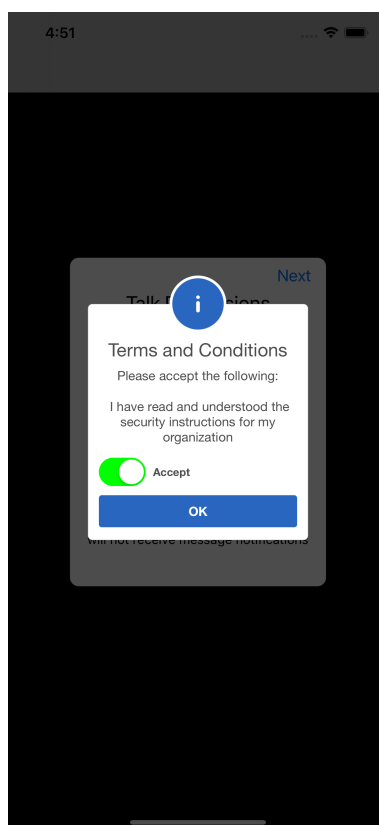 4:51
Next
Talk
Terms and Conditions
Please accept the following:
I have read and understood the
security instructions for my
organization
Accept
OK
will not receive message notifications